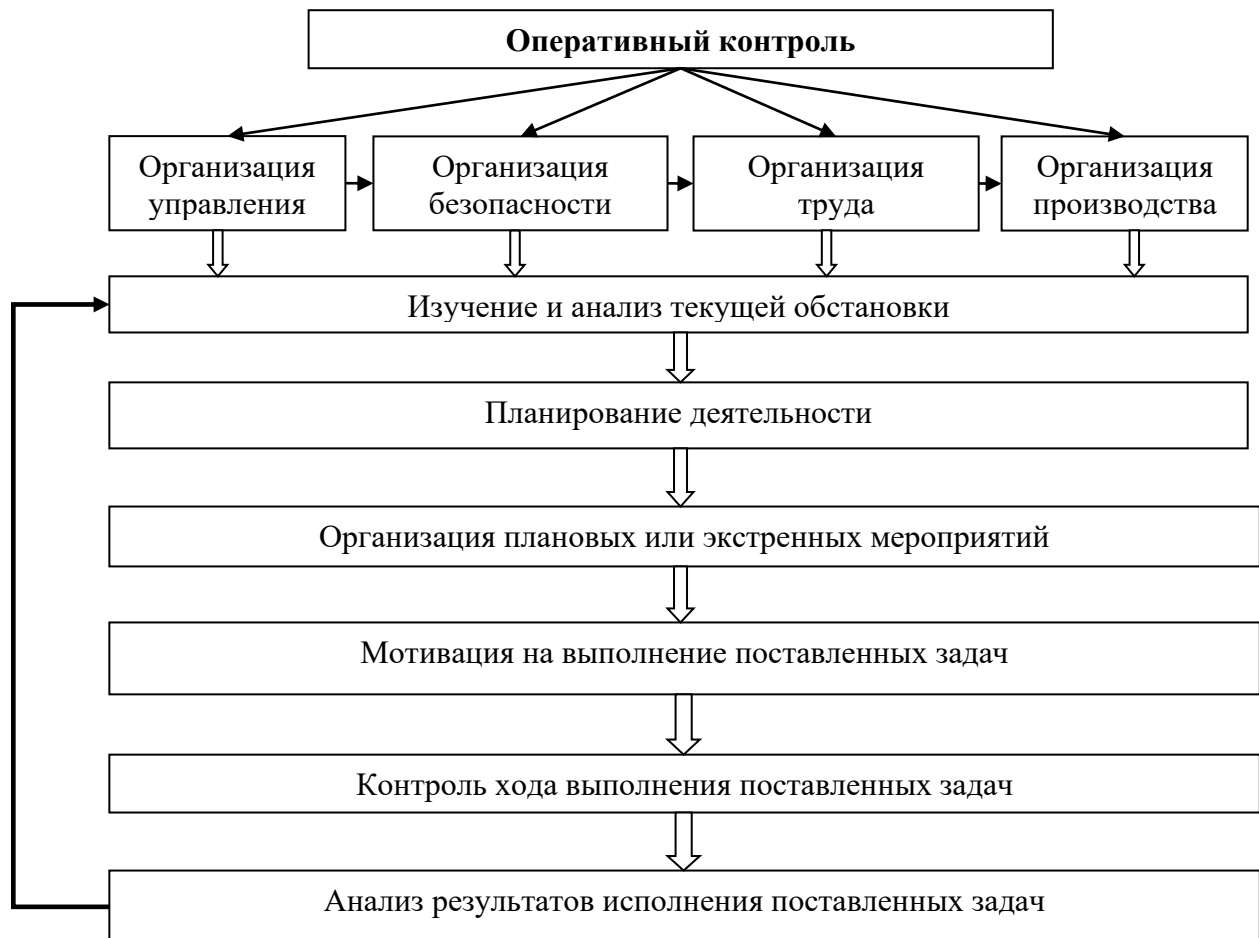 Оперативный контроль
Организация
управления
Организация
безопасности
Организация
труда
Организация
производства
Изучение и анализ текущей обстановки
Планирование деятельности
Организация плановых или экстренных мероприятий
Мотивация на выполнение поставленных задач
Контроль хода выполнения поставленных задач
Анализ результатов исполнения поставленных задач